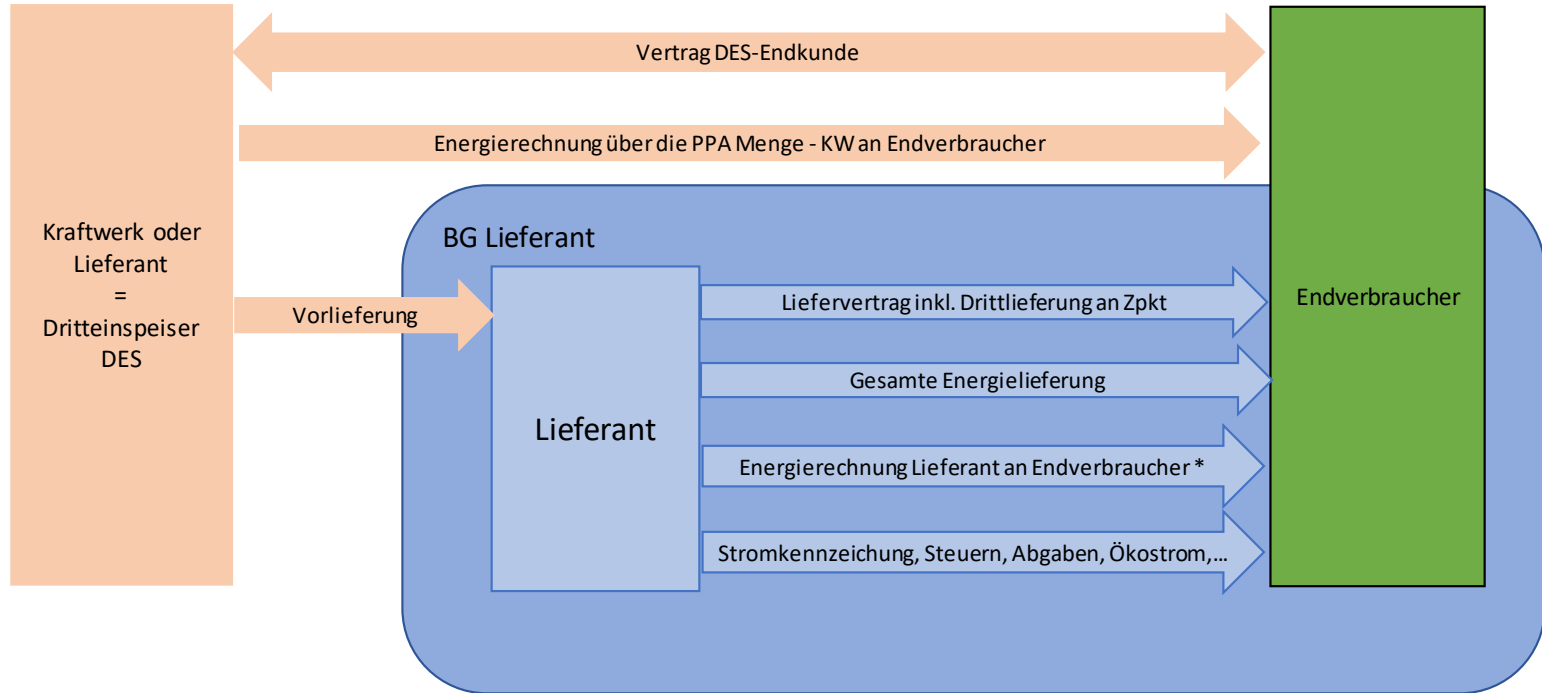 Vertrag DES-Endkunde
Energierechnung über die PPA Menge - KW an Endverbraucher
Kraftwerk oder
Lieferant
=
Dritteinspeiser
DES
BG Lieferant
Vorlieferung
Lieferant
Liefervertrag inkl. Drittlieferung an Zpkt
Gesamte Energielieferung
Energierechnung Lieferant an Endverbraucher *
Stromkennzeichung, Steuern, Abgaben, Ökostrom,...
Endverbraucher